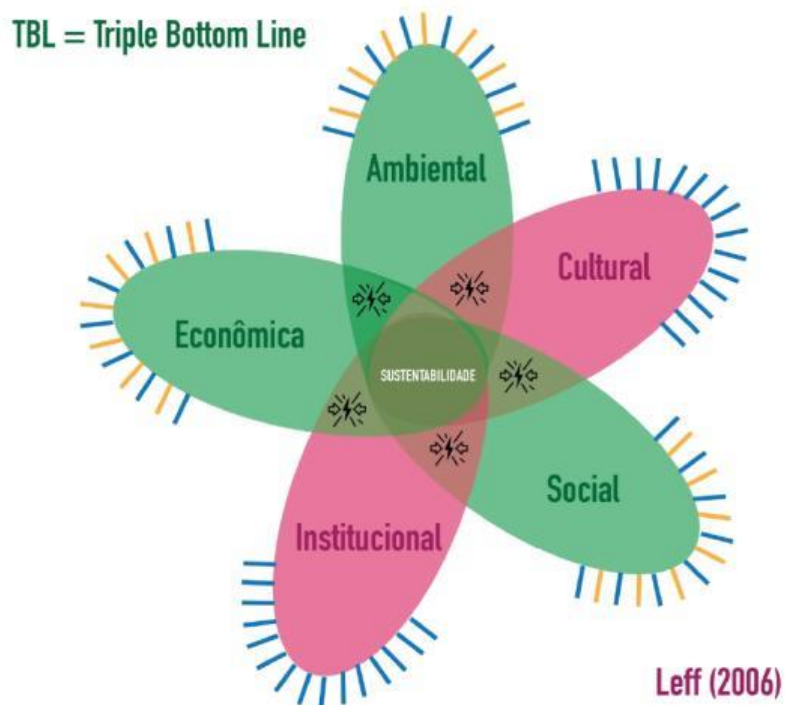 TBL = Triple Bottom Line
Ambiental
Cultural
Econômica
SUSTENTABILIDADE
Social
Institucional
Leff (2006)